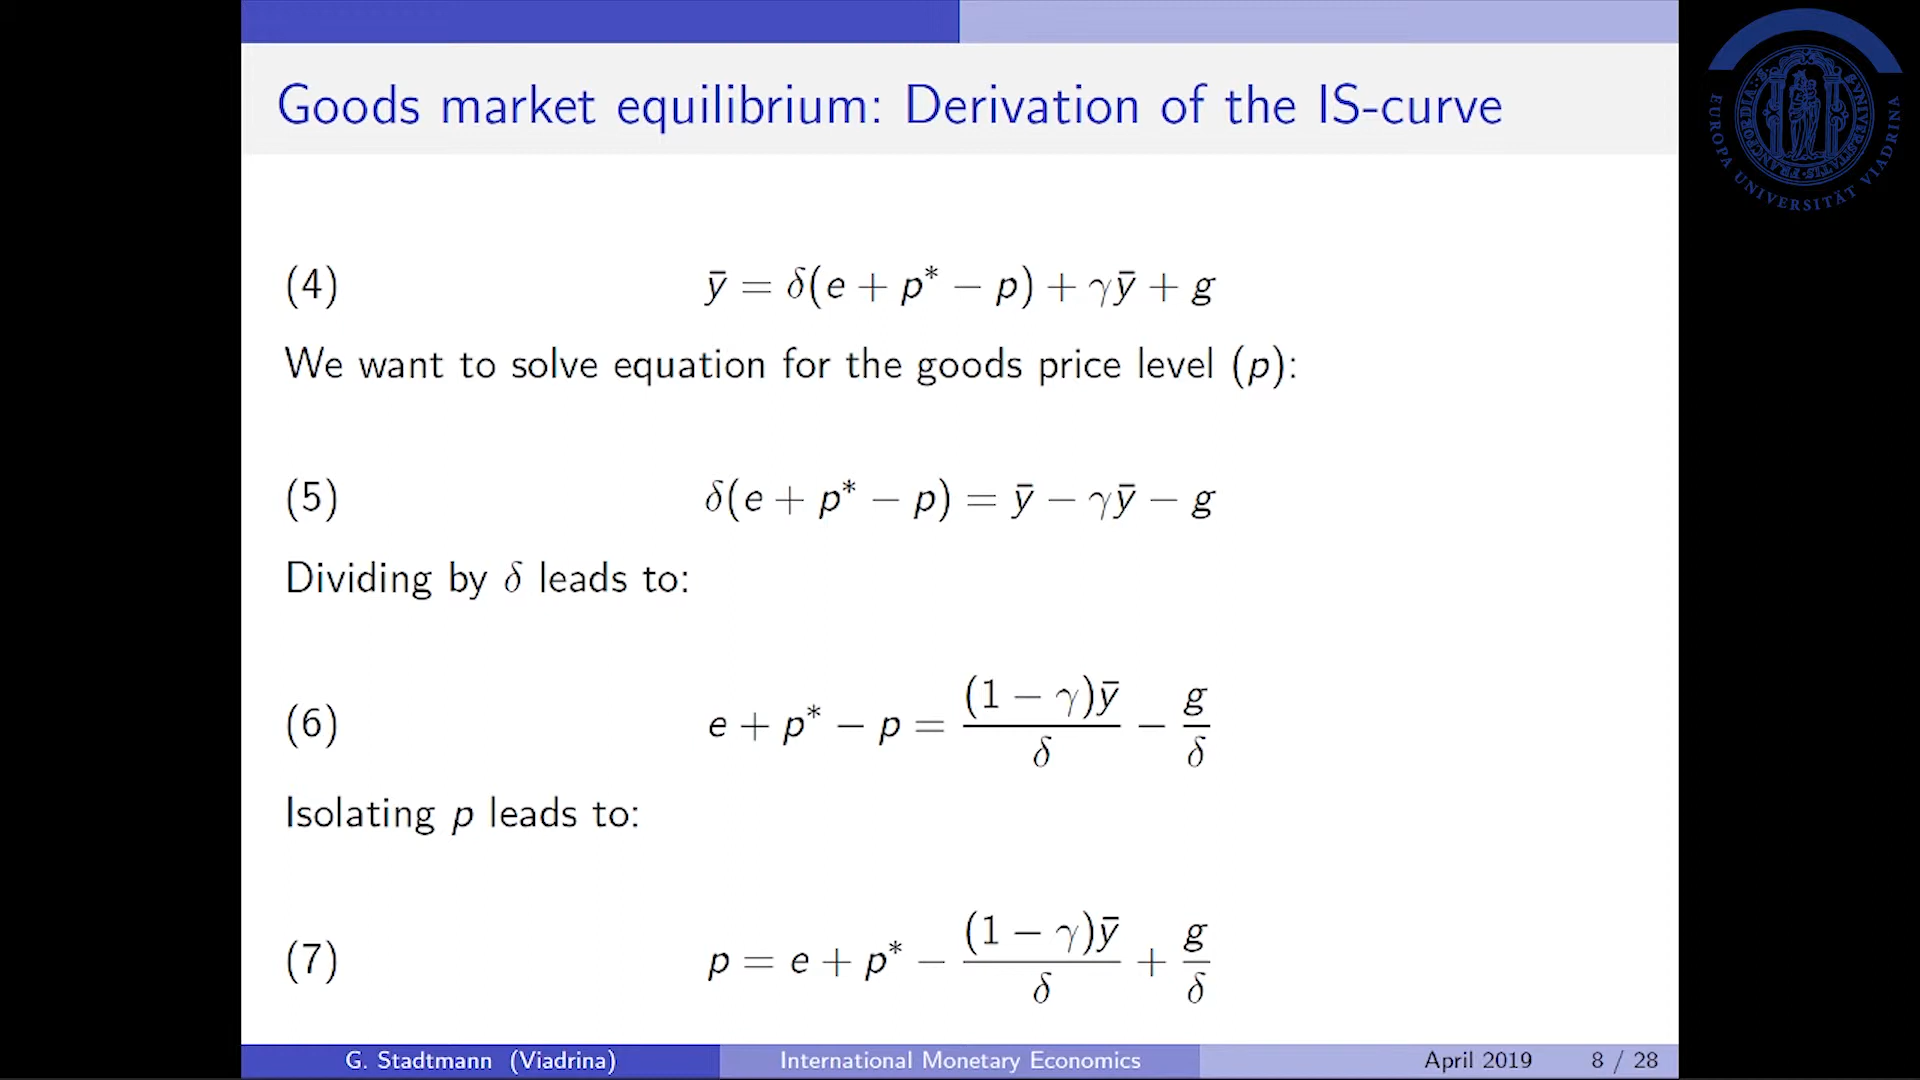 Goods market equilibrium: Derivation of the IS-curve
(4) ȳ = δ(e + p* − p) + γȳ + g
We want to solve equation for the goods price level (p):
(5) δ(e + p* − p) = ȳ − γȳ − g
Dividing by δ leads to:
(6) e + p* − p = (1 − γ)ȳ / δ − g / δ
Isolating p leads to:
(7) p = e + p* − (1 − γ)ȳ / δ + g / δ
G. Stadtmann (Viadrina) International Monetary Economics April 2019 8 / 28
EUROPA UNIVERSITÄT VIADRINA